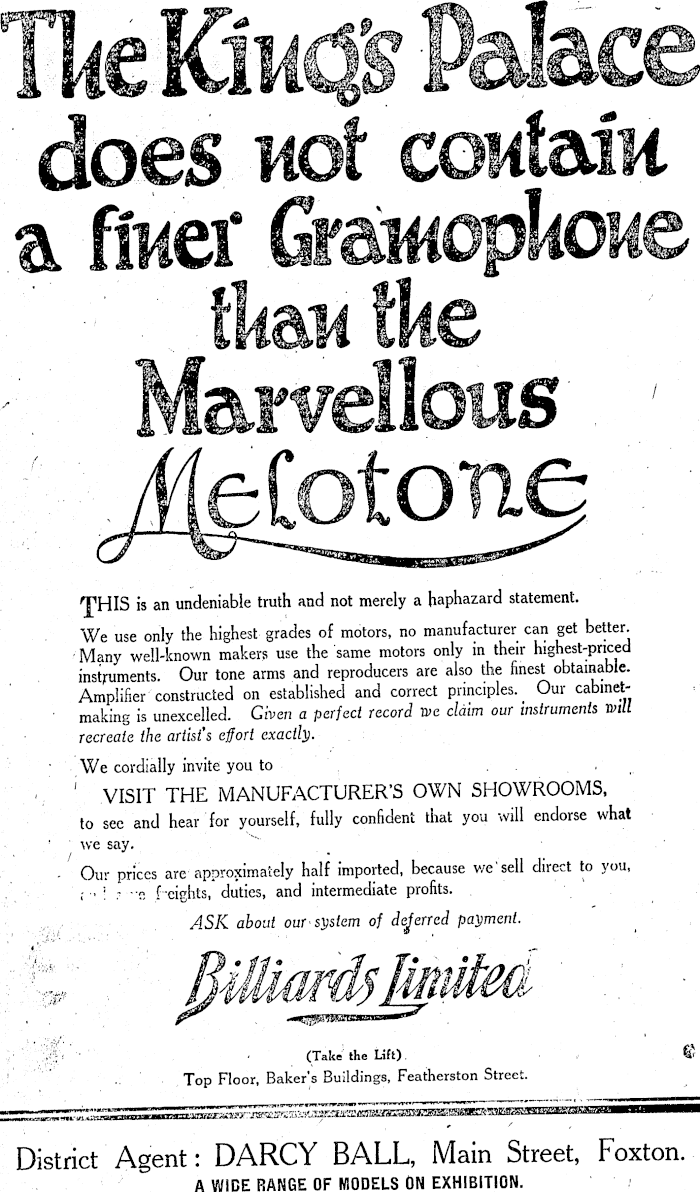 The King's Palace
does not contain
a finer Gramophone
than the
Marvellous
Melotone
THIS is an undeniable truth and not merely a haphazard statement.
We use only the highest grades of motors, no manufacturer can get better.
Many well-known makers use the same motors only in their highest-priced
instruments. Our tone arms and reproducers are also the finest obtainable.
Amplifier constructed on established and correct principles. Our cabinet-
making is unexcelled. Given a perfect record we claim our instruments will
recreate the artist's effort exactly.
We cordially invite you to
VISIT THE MANUFACTURER'S OWN SHOWROOMS,
to see and hear for yourself, fully confident that you will endorse what
we say.
Our prices are approximately half imported, because we sell direct to you,
freights, duties, and intermediate profits.
ASK about our system of deferred payment.
Billiards Limited
(Take the Lift)
Top Floor, Baker's Buildings, Featherston Street.
District Agent: DARCY BALL, Main Street, Foxton.
A WIDE RANGE OF MODELS ON EXHIBITION.